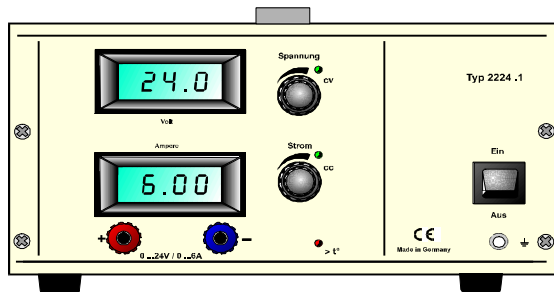 Spannung
CV
24.0
Volt
Typ 2224 .1
Ampere
Strom
CC
6.00
Ein
Aus
+
−
> t°
0 ...24V / 0 ...6A
CE
Made in Germany